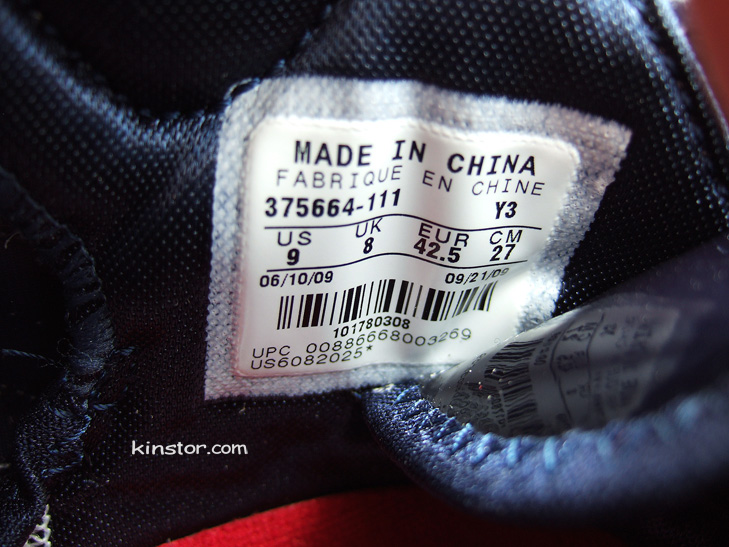 MADE IN CHINA
FABRIQUE EN CHINE
375664-111 Y3
US UK EUR CM
9 8 42.5 27
06/10/09 09/21/09
101780308
UPC 00886668003269
US6082025*
kinstor.com